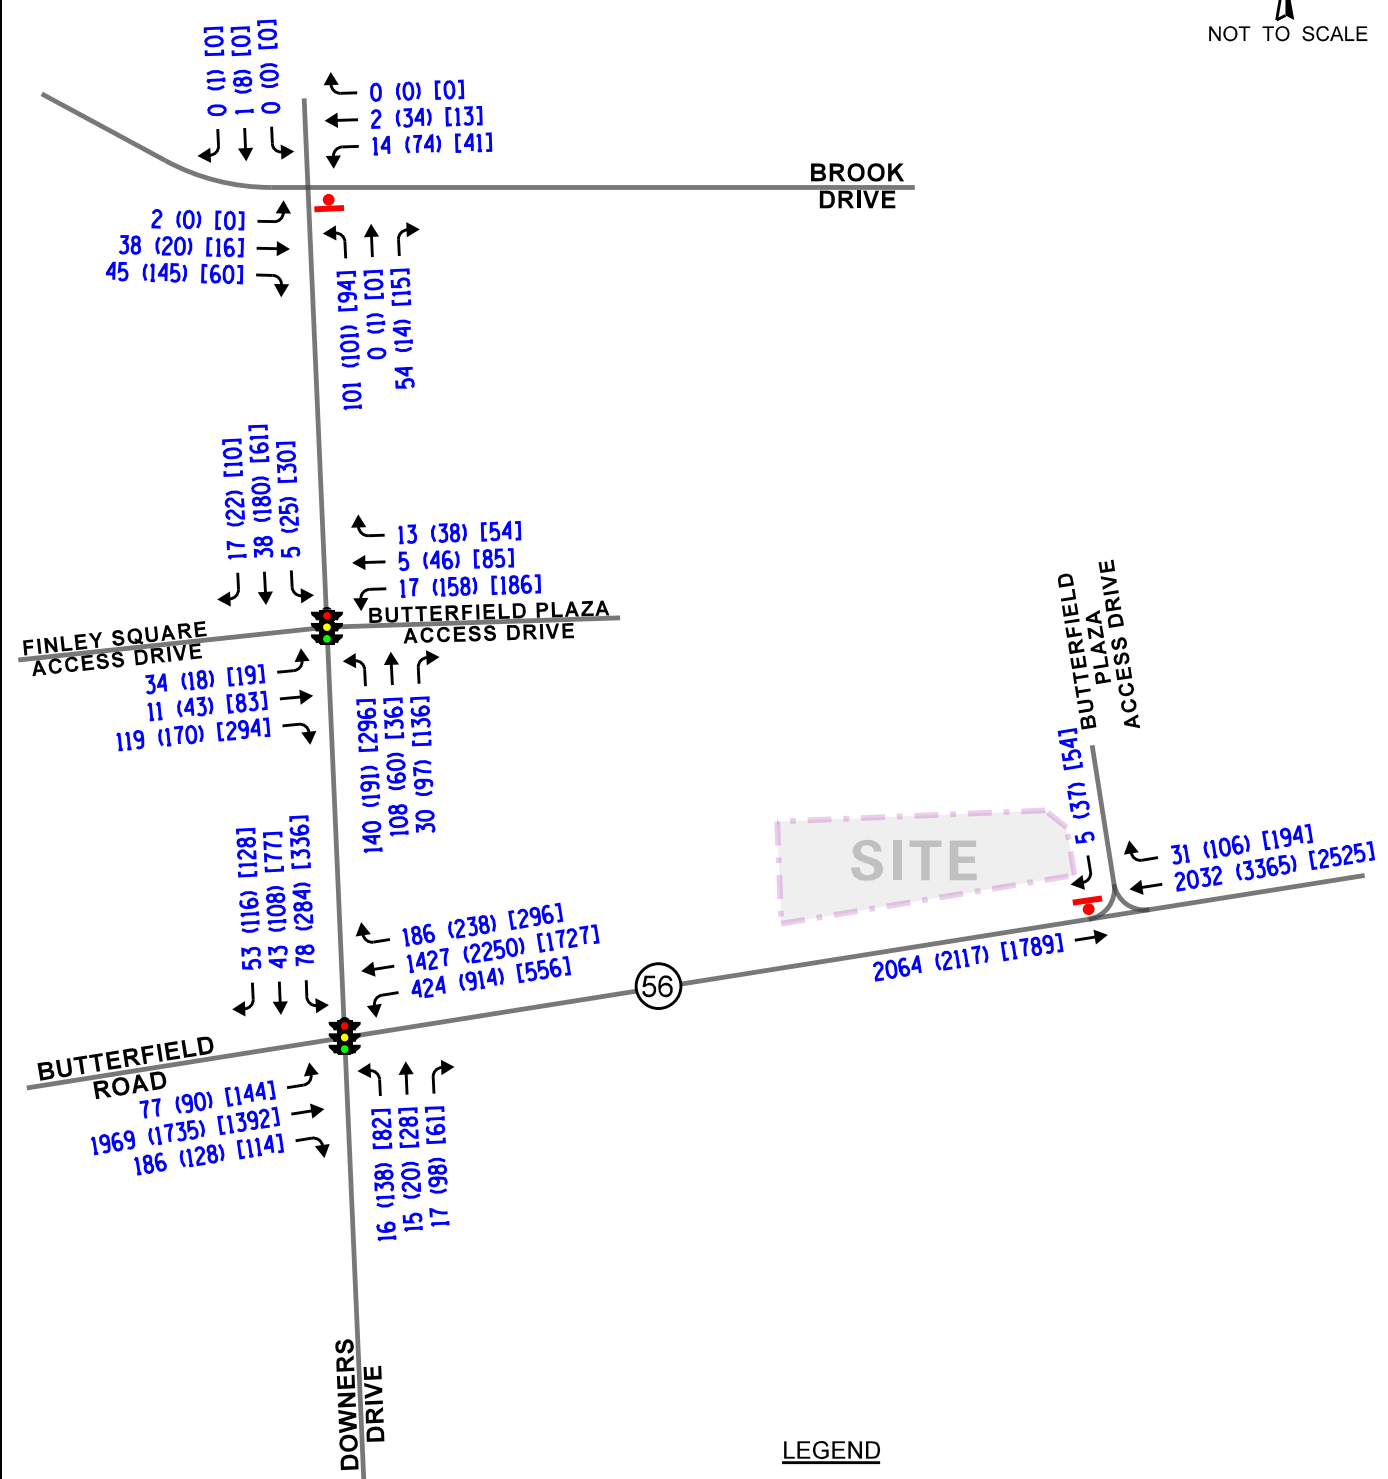 NOT TO SCALE
0 (1) [0]
1 (8) [0]
0 (0) [0]
0 (0) [0]
2 (34) [13]
14 (74) [41]
BROOK
DRIVE
2 (0) [0]
38 (20) [16]
45 (145) [60]
101 (101) [94]
0 (1) [0]
54 (14) [15]
17 (22) [10]
38 (180) [61]
5 (25) [30]
13 (38) [54]
5 (46) [85]
17 (158) [186]
FINLEY SQUARE
ACCESS DRIVE
BUTTERFIELD PLAZA
ACCESS DRIVE
34 (18) [19]
11 (43) [83]
119 (170) [294]
140 (191) [296]
108 (60) [36]
30 (97) [136]
BUTTERFIELD
PLAZA
ACCESS DRIVE
5 (37) [54]
SITE
31 (106) [194]
2032 (3365) [2525]
2064 (2117) [1789]
53 (116) [128]
43 (108) [77]
78 (284) [336]
186 (238) [296]
1427 (2250) [1727]
424 (914) [556]
56
BUTTERFIELD
ROAD
77 (90) [144]
1969 (1735) [1392]
186 (128) [114]
16 (138) [82]
15 (20) [28]
17 (98) [61]
DOWNERS
DRIVE
LEGEND